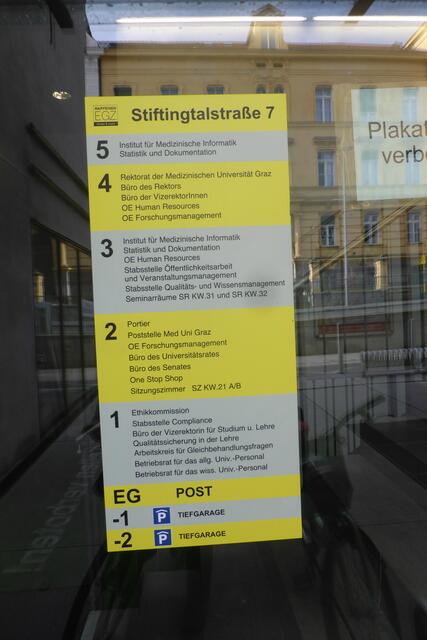 RAIFFEISEN
EGZ
Stiftingtalstraße 7
5
Institut für Medizinische Informatik
Statistik und Dokumentation
4
Rektorat der Medizinischen Universität Graz
Büro des Rektors
Büro der VizerektorInnen
OE Human Resources
OE Forschungsmanagement
3
Institut für Medizinische Informatik
Statistik und Dokumentation
OE Human Resources
Stabsstelle Öffentlichkeitsarbeit
und Veranstaltungsmanagement
Stabsstelle Qualitäts- und Wissensmanagement
Seminarräume SR KW.31 und SR KW.32
2
Portier
Poststelle Med Uni Graz
OE Forschungsmanagement
Büro des Universitätsrates
Büro des Senates
One Stop Shop
Sitzungszimmer SZ KW.21 A/B
1
Ethikkommission
Stabsstelle Compliance
Büro der Vizerektorin für Studium u. Lehre
Qualitätssicherung in der Lehre
Arbeitskreis für Gleichbehandlungsfragen
Betriebsrat für das allg. Univ.-Personal
Betriebsrat für das wiss. Univ.-Personal
EG POST
-1 P TIEFGARAGE
-2 P TIEFGARAGE
Plakat
verb